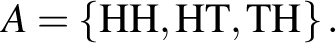 A = {HH, HT, TH}.